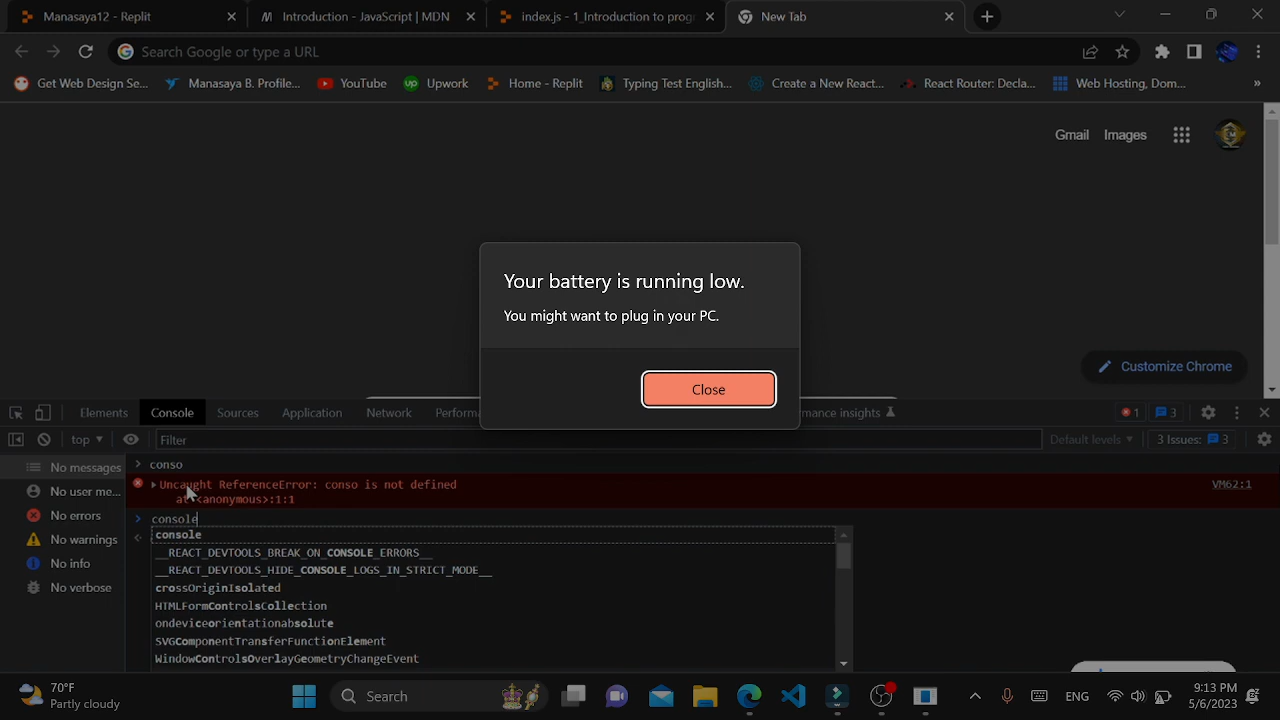 Manasaya12 - Replit
Introduction - JavaScript | MDN
index.js - 1_Introduction to prog
New Tab
Search Google or type a URL
Get Web Design Se...
Manasaya B. Profile...
YouTube
up Upwork
Home - Replit
Typing Test English...
Create a New React...
React Router: Decla...
Web Hosting, Dom...
»
Gmail
Images
Your battery is running low.
You might want to plug in your PC.
Close
Customize Chrome
Elements
Console
Sources
Application
Network
Performa
mance insights
1
3
top
Filter
Default levels
3 Issues: 3
No messages
No user me...
No errors
No warnings
No info
No verbose
conso
Uncaught ReferenceError: conso is not defined
at <anonymous>:1:1
VM62:1
console
console
__REACT_DEVTOOLS_BREAK_ON_CONSOLE_ERRORS__
__REACT_DEVTOOLS_HIDE_CONSOLE_LOGS_IN_STRICT_MODE__
crossOriginIsolated
HTMLFormControlsCollection
ondeviceorientationabsolute
SVGComponentTransferFunctionElement
WindowControlsOverlayGeometryChangeEvent
70°F
Partly cloudy
Search
ENG
9:13 PM
5/6/2023